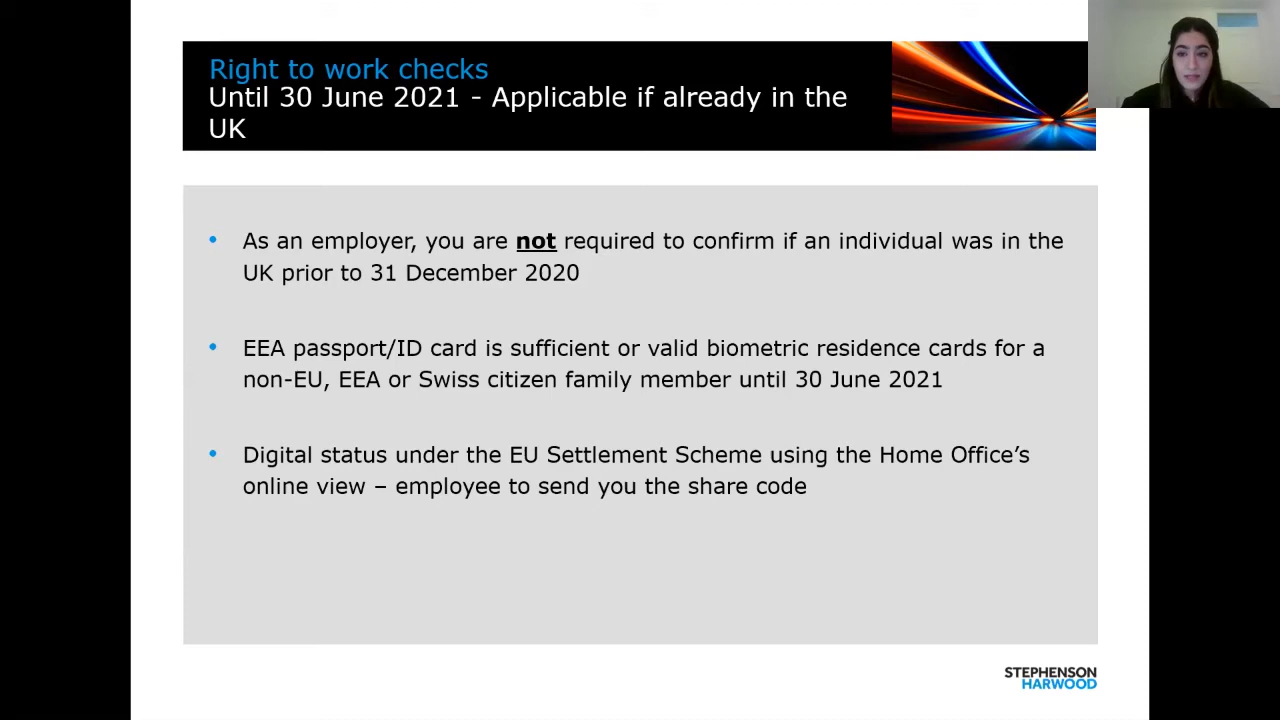 Right to work checks
Until 30 June 2021 - Applicable if already in the
UK
• As an employer, you are not required to confirm if an individual was in the
UK prior to 31 December 2020
• EEA passport/ID card is sufficient or valid biometric residence cards for a
non-EU, EEA or Swiss citizen family member until 30 June 2021
• Digital status under the EU Settlement Scheme using the Home Office’s
online view – employee to send you the share code
STEPHENSON
HARWOOD